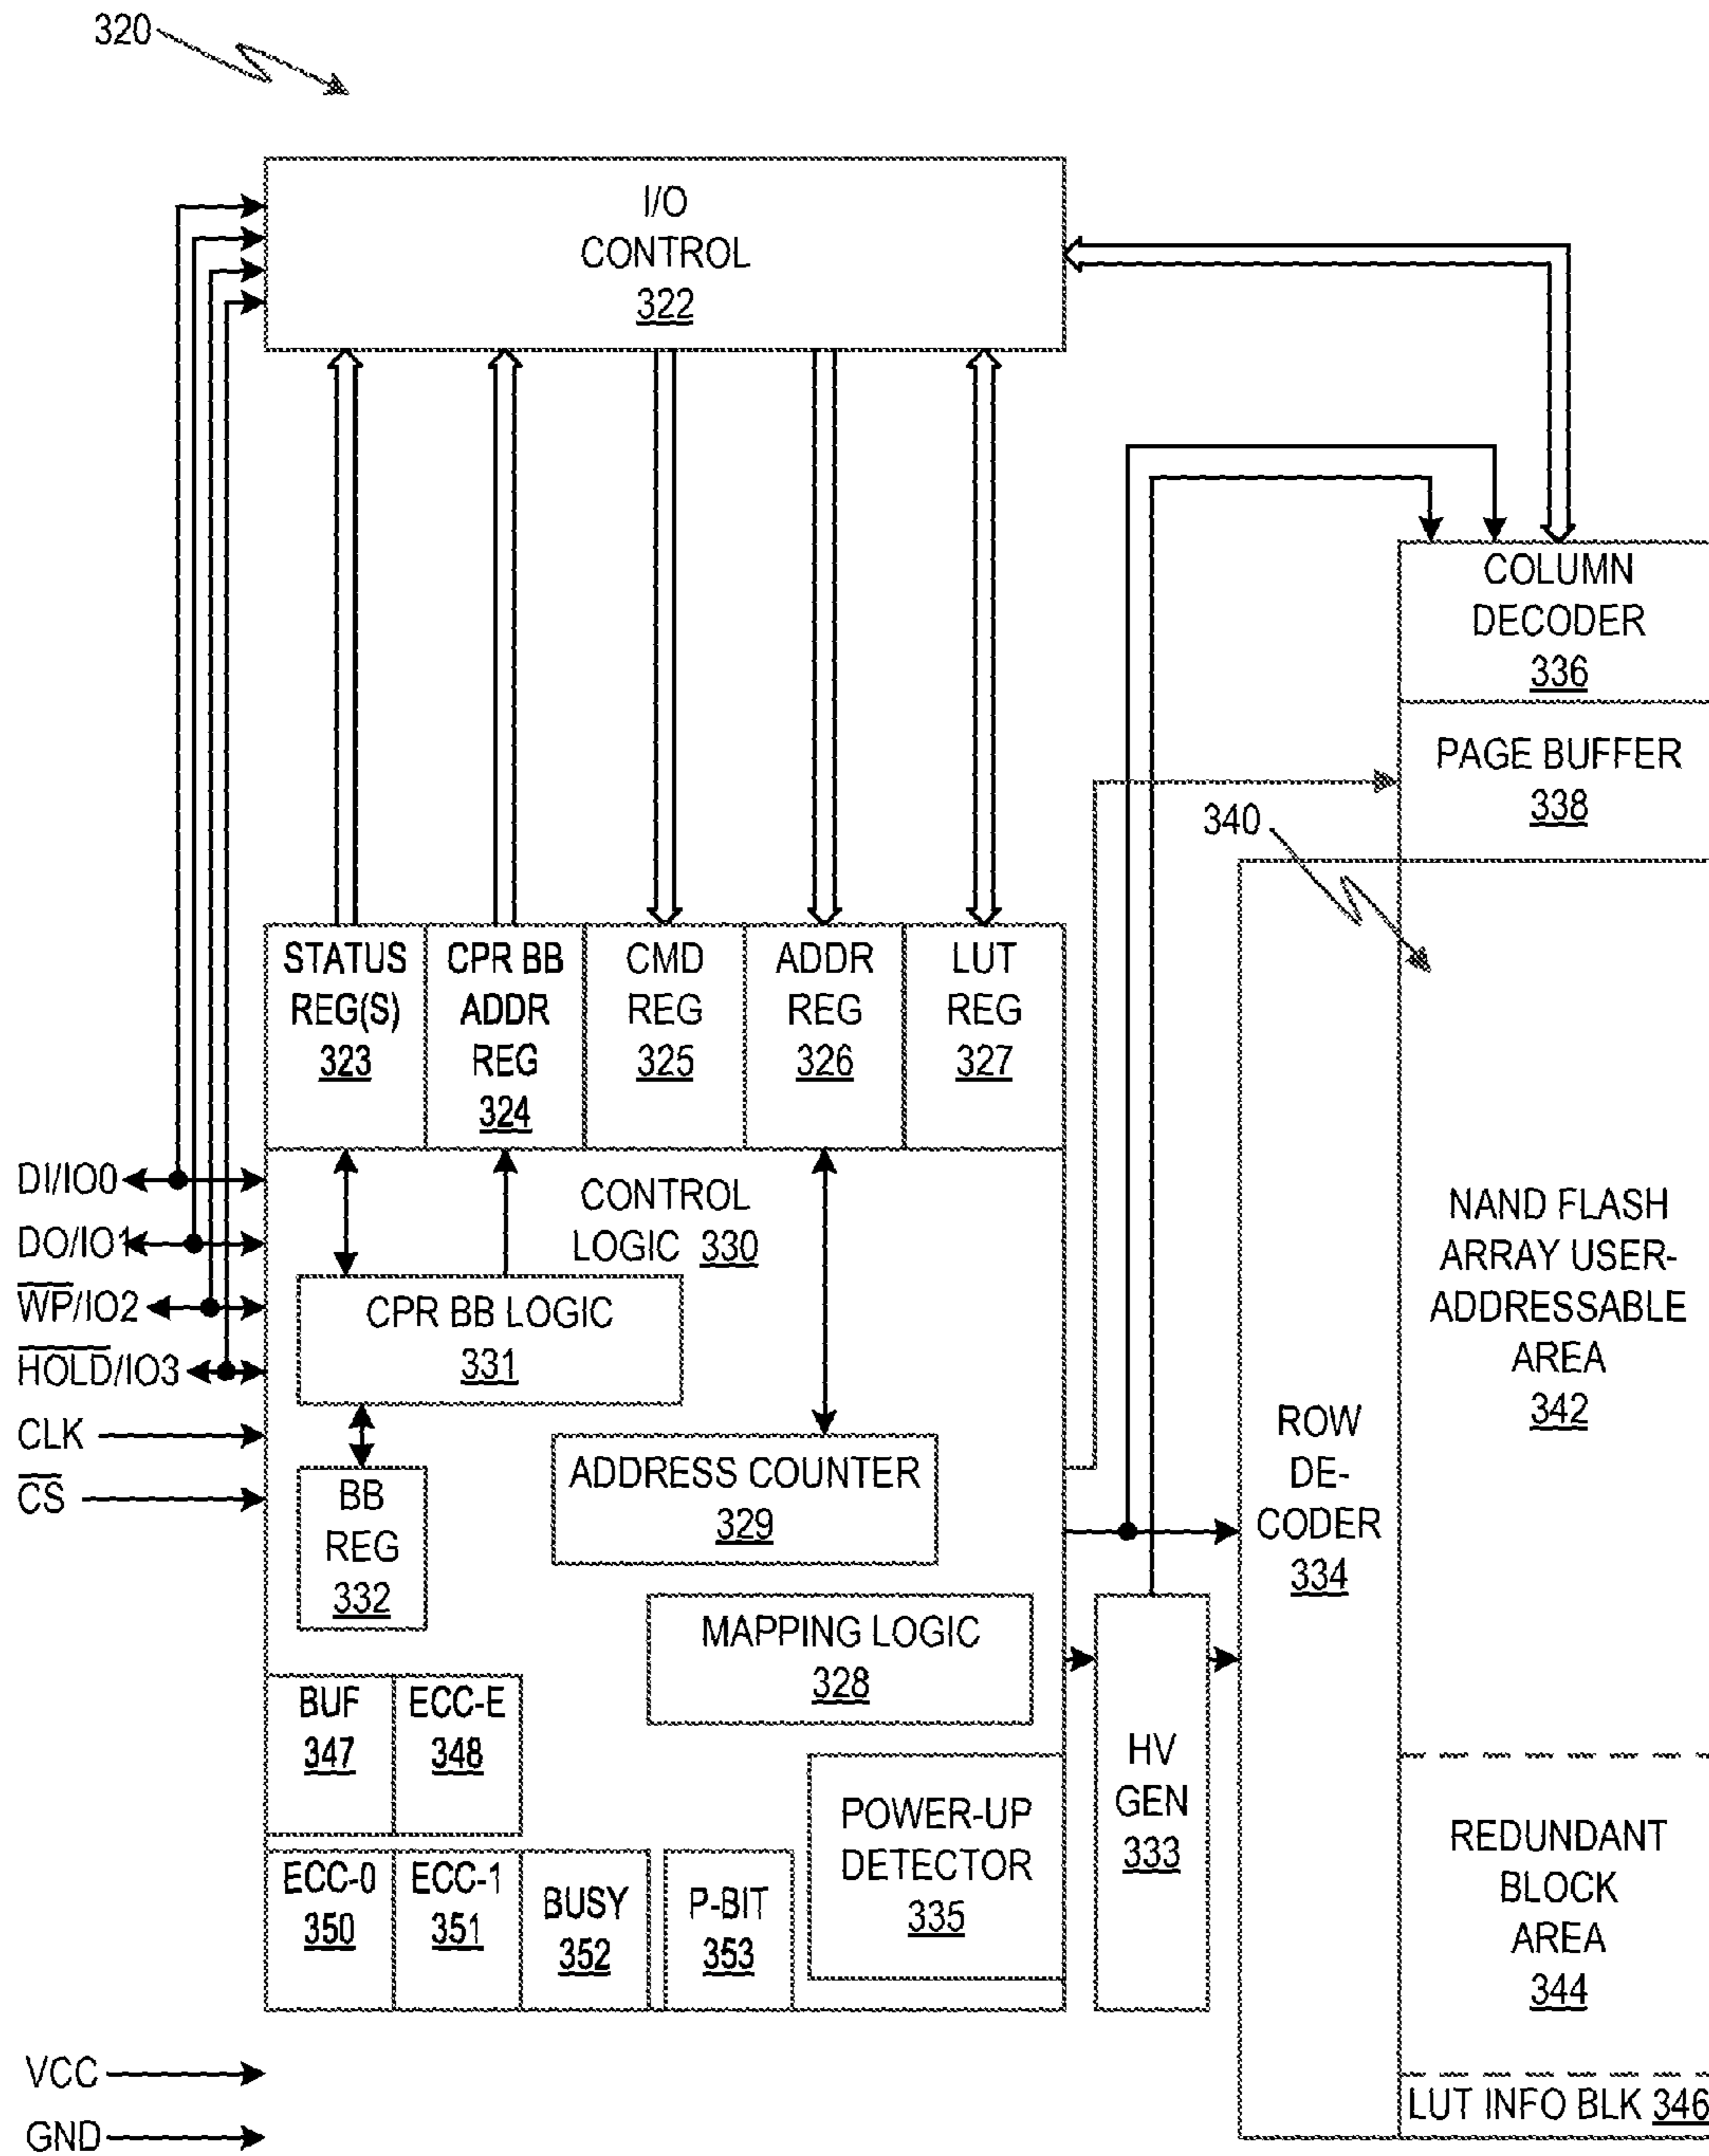 320
I/O
CONTROL
322
COLUMN
DECODER
336
PAGE BUFFER
338
340
STATUS
REG(S)
323
CPR BB
ADDR
REG
324
CMD
REG
325
ADDR
REG
326
LUT
REG
327
DI/IO0
DO/IO1
W̅P̅/IO2
H̅O̅L̅D̅/IO3
CLK
C̅S̅
VCC
GND
CONTROL
LOGIC 330
CPR BB LOGIC
331
BB
REG
332
ADDRESS COUNTER
329
MAPPING LOGIC
328
BUF
347
ECC-E
348
ECC-0
350
ECC-1
351
BUSY
352
P-BIT
353
POWER-UP
DETECTOR
335
HV
GEN
333
ROW
DE-
CODER
334
NAND FLASH
ARRAY USER-
ADDRESSABLE
AREA
342
REDUNDANT
BLOCK
AREA
344
LUT INFO BLK 346